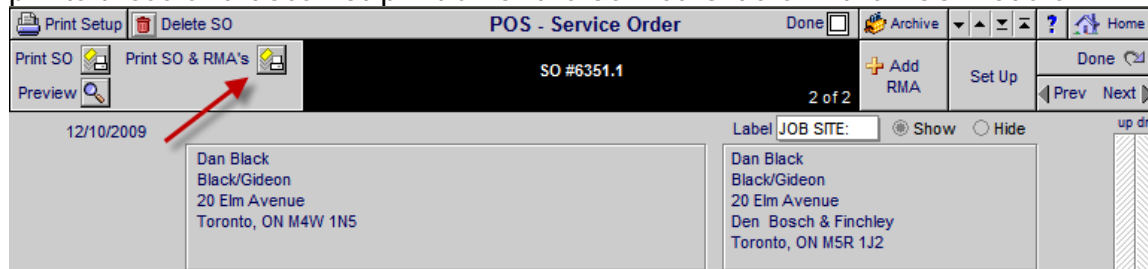 Print Setup Delete SO POS - Service Order Done Archive ? Home
Print SO Print SO & RMA's SO #6351.1 Add RMA Set Up Done
Preview 2 of 2 Prev Next
12/10/2009 Label JOB SITE: Show Hide up
Dan Black
Black/Gideon
20 Elm Avenue
Toronto, ON M4W 1N5
Dan Black
Black/Gideon
20 Elm Avenue
Den Bosch & Finchley
Toronto, ON M5R 1J2